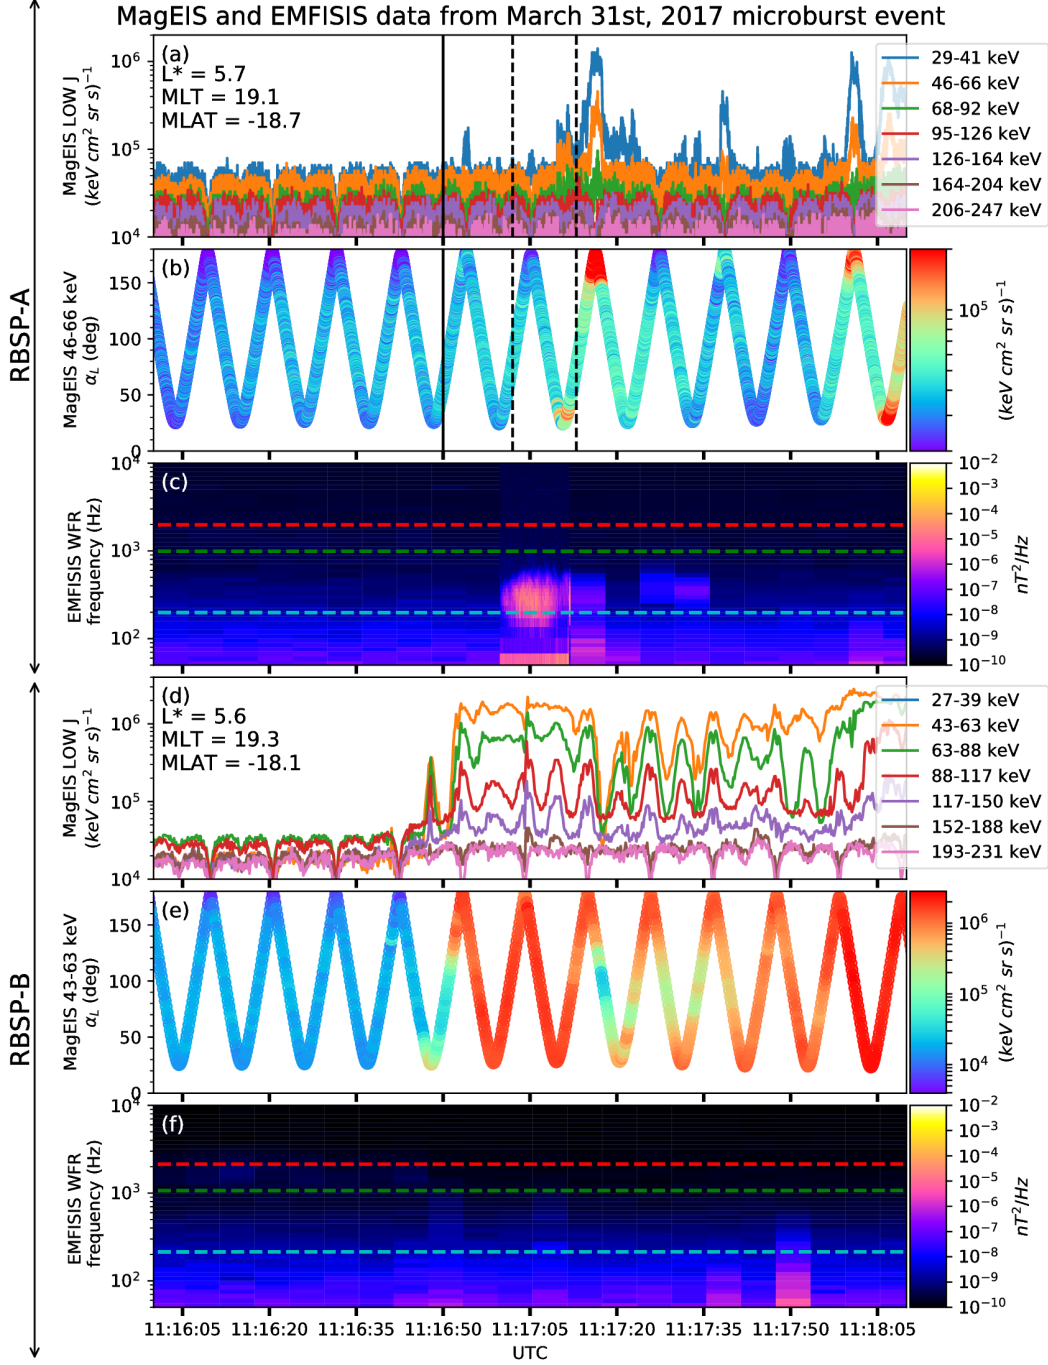 MagEIS and EMFISIS data from March 31st, 2017 microburst event
RBSP-A
MagEIS LOW J
(keV cm² sr s)⁻¹
10⁶
10⁵
10⁴
(a)
L* = 5.7
MLT = 19.1
MLAT = -18.7
29-41 keV
46-66 keV
68-92 keV
95-126 keV
126-164 keV
164-204 keV
206-247 keV
MagEIS 46-66 keV
α_L (deg)
150
100
50
0
(b)
10⁵
(keV cm² sr s)⁻¹
EMFISIS WFR
frequency (Hz)
10⁴
10³
10²
(c)
10⁻²
10⁻³
10⁻⁴
10⁻⁵
10⁻⁶
10⁻⁷
10⁻⁸
10⁻⁹
10⁻¹⁰
nT²/Hz
RBSP-B
MagEIS LOW J
(keV cm² sr s)⁻¹
10⁶
10⁵
10⁴
(d)
L* = 5.6
MLT = 19.3
MLAT = -18.1
27-39 keV
43-63 keV
63-88 keV
88-117 keV
117-150 keV
152-188 keV
193-231 keV
MagEIS 43-63 keV
α_L (deg)
150
100
50
0
(e)
10⁶
10⁵
10⁴
(keV cm² sr s)⁻¹
EMFISIS WFR
frequency (Hz)
10⁴
10³
10²
(f)
10⁻²
10⁻³
10⁻⁴
10⁻⁵
10⁻⁶
10⁻⁷
10⁻⁸
10⁻⁹
10⁻¹⁰
nT²/Hz
11:16:05 11:16:20 11:16:35 11:16:50 11:17:05 11:17:20 11:17:35 11:17:50 11:18:05
UTC